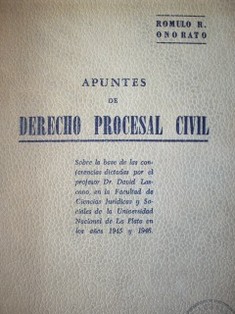 ROMULO R.
ONORATO
APUNTES
DE
DERECHO PROCESAL CIVIL
Sobre la base de las con-
ferencias dictadas por el
profesor Dr. David Las-
cano, en la Facultad de
Ciencias Jurídicas y So-
ciales de la Universidad
Nacional de La Plata en
los años 1945 y 1946.